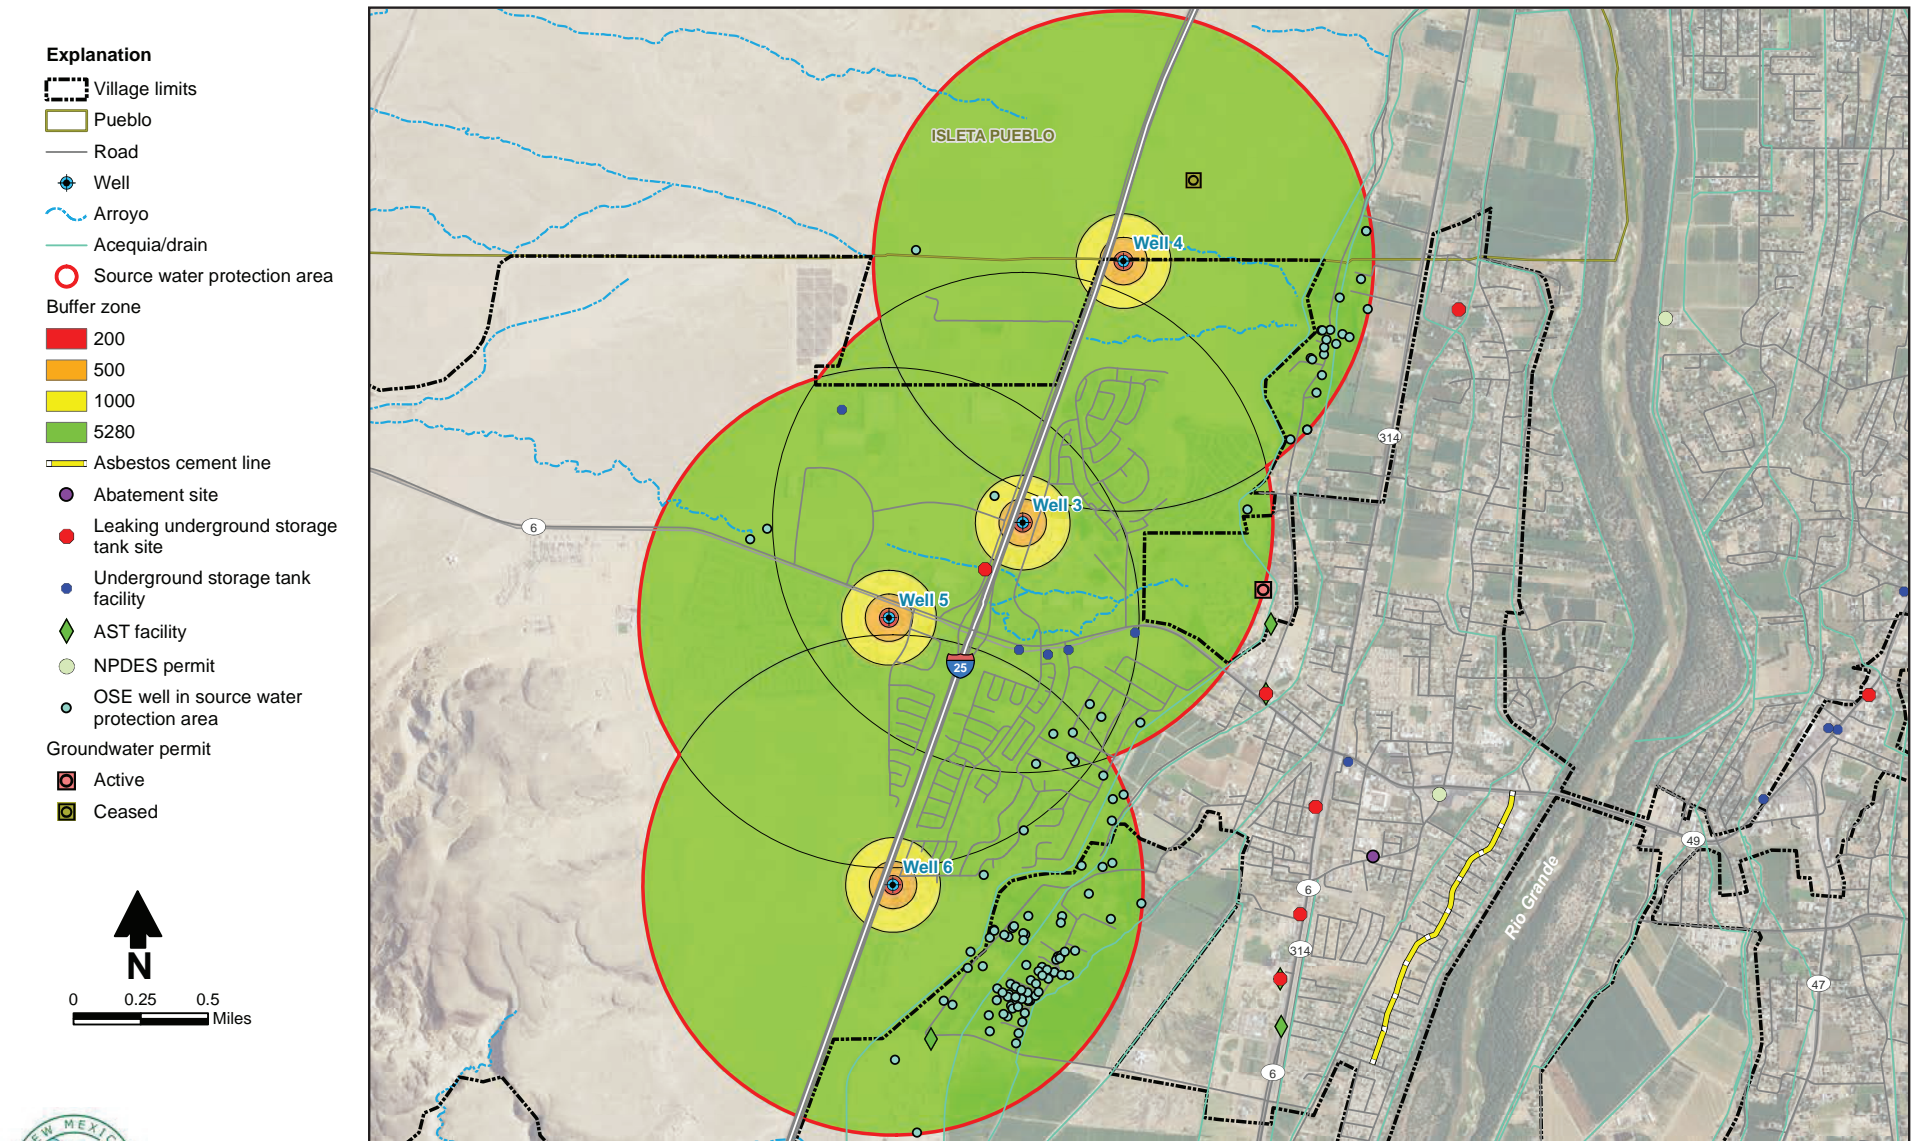 Explanation
Village limits
Pueblo
Road
Well
Arroyo
Acequia/drain
Source water protection area
Buffer zone
200
500
1000
5280
Asbestos cement line
Abatement site
Leaking underground storage
tank site
Underground storage tank
facility
AST facility
NPDES permit
OSE well in source water
protection area
Groundwater permit
Active
Ceased
N
0 0.25 0.5
Miles
NEW MEXIC
ISLETA PUEBLO
Well 4
314
Well 3
6
Well 5
25
49
Well 6
6
Rio Grande
314
47
6